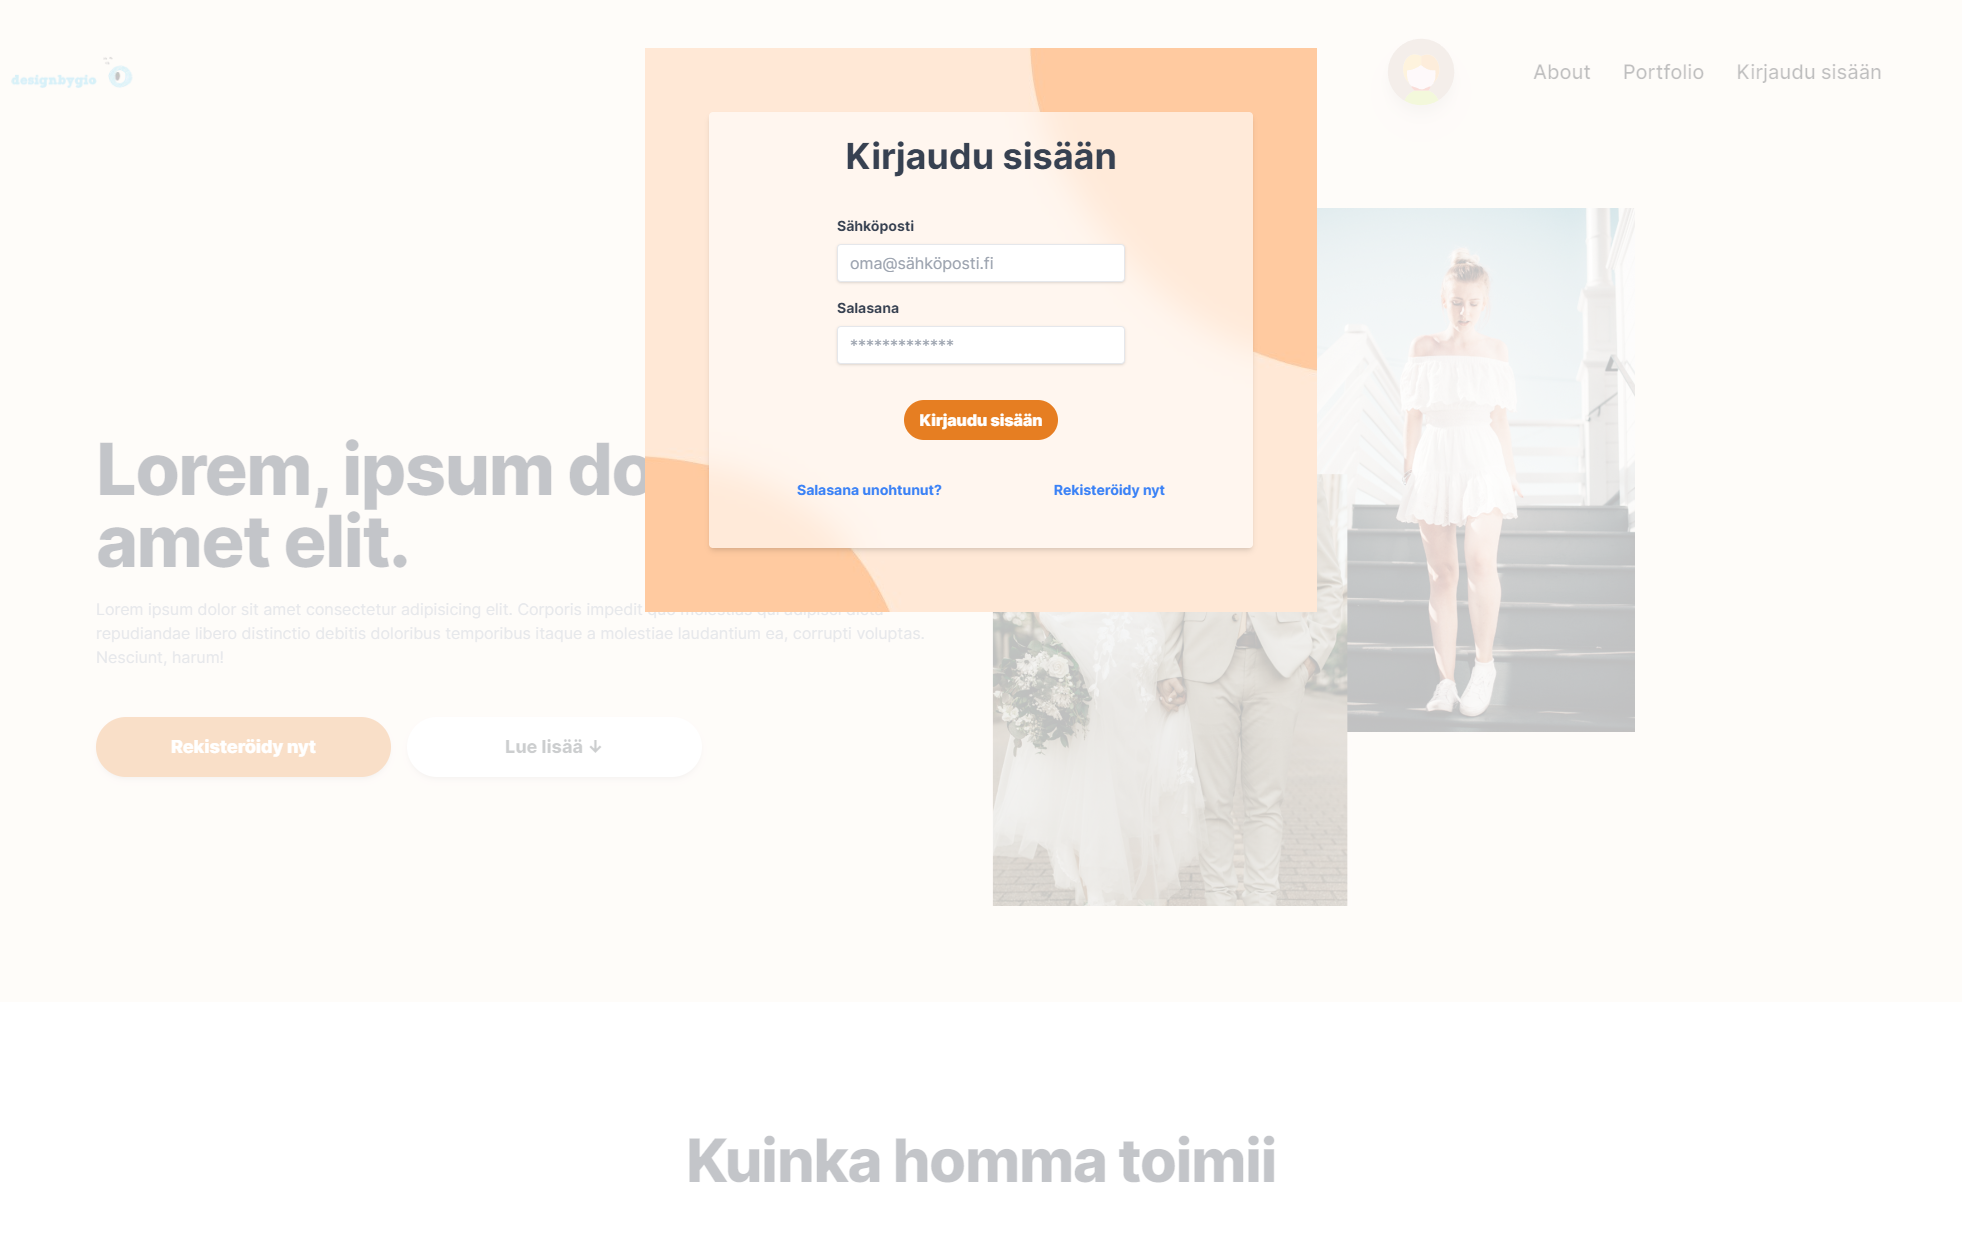 designbygio
About Portfolio Kirjaudu sisään
Kirjaudu sisään
Sähköposti
oma@sähköposti.fi
Salasana
*************
Kirjaudu sisään
Salasana unohtunut? Rekisteröidy nyt
Lorem, ipsum do
amet elit.
Lorem ipsum dolor sit amet consectetur adipisicing elit. Corporis impedit
repudiandae libero distinctio debitis doloribus temporibus itaque a molestiae laudantium ea, corrupti voluptas.
Nesciunt, harum!
Rekisteröidy nyt Lue lisää ↓
Kuinka homma toimii